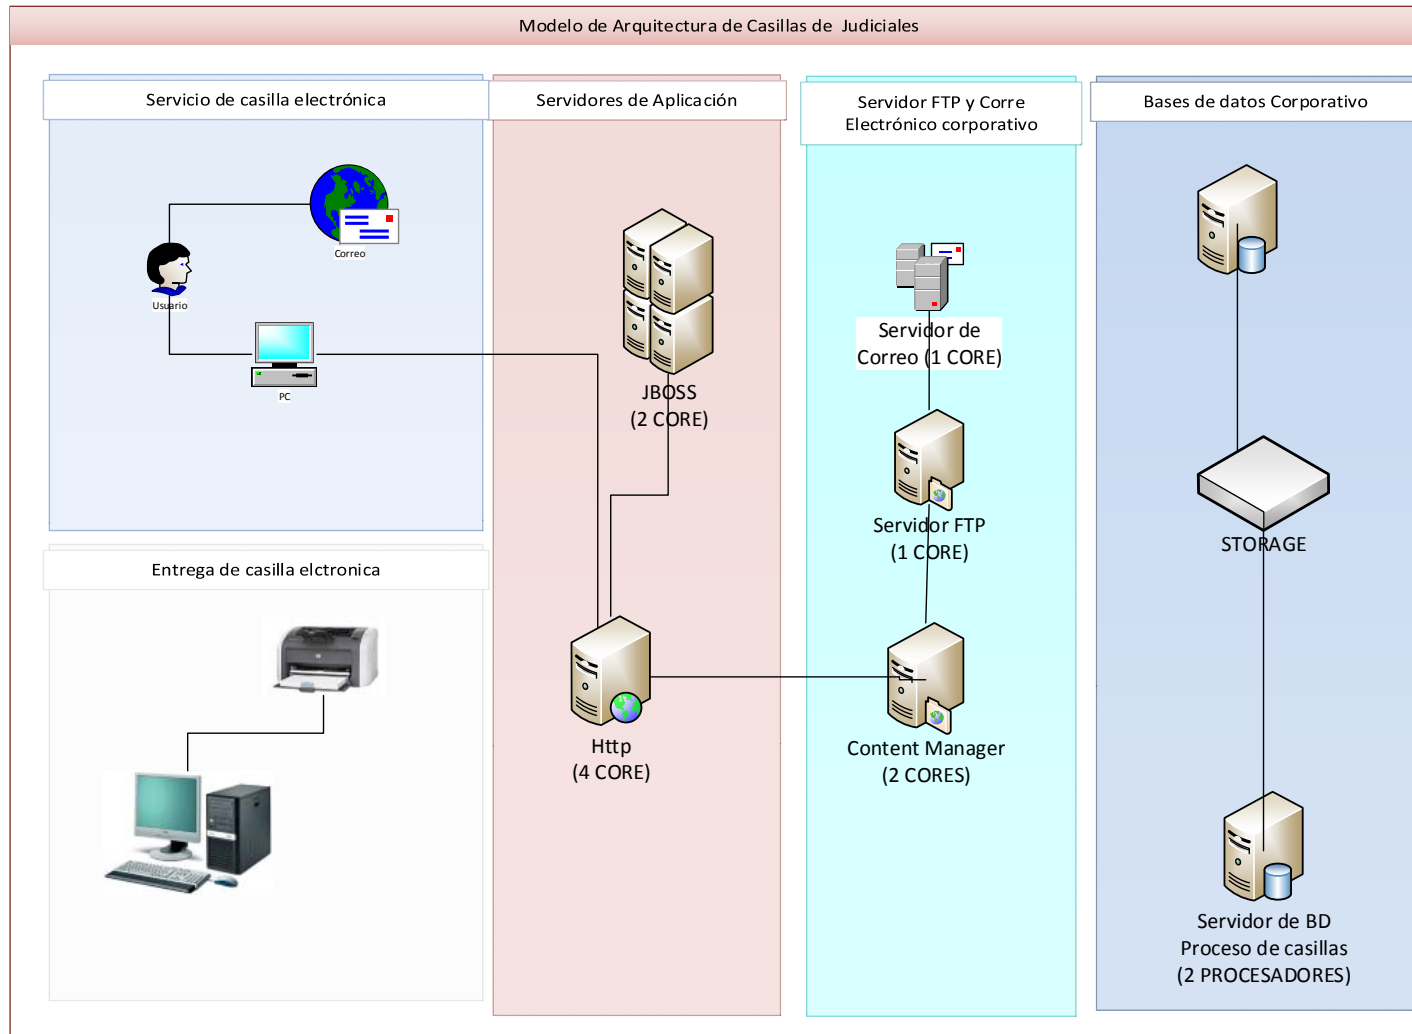 Modelo de Arquitectura de Casillas de Judiciales
Servicio de casilla electrónica
Correo
Usuario
PC
Entrega de casilla elctronica
Servidores de Aplicación
JBOSS
(2 CORE)
Http
(4 CORE)
Servidor FTP y Corre
Electrónico corporativo
Servidor de
Correo (1 CORE)
Servidor FTP
(1 CORE)
Content Manager
(2 CORES)
Bases de datos Corporativo
STORAGE
Servidor de BD
Proceso de casillas
(2 PROCESADORES)